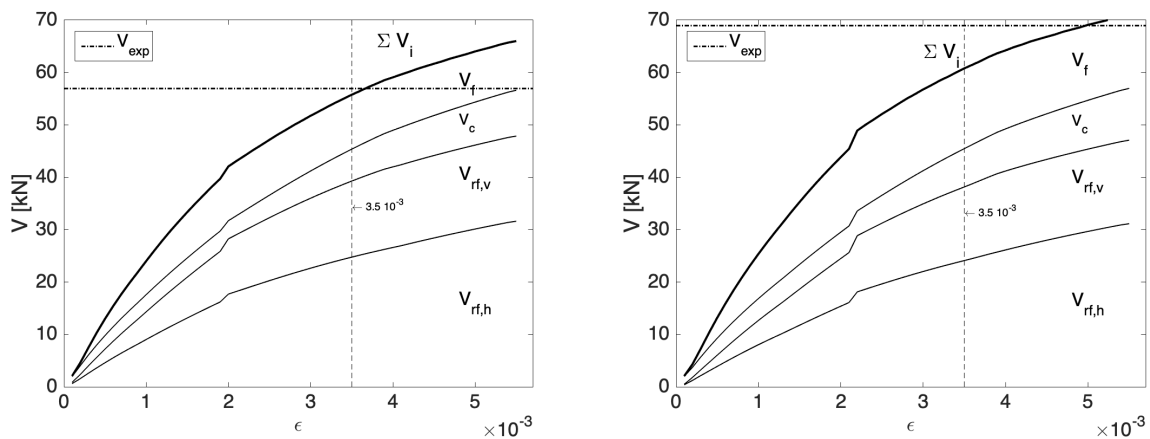 70
60
50
40
30
20
10
0
V [kN]
V_exp
Σ V_i
V_f
V_c
V_rf,v
← 3.5 10^-3
V_rf,h
0 1 2 3 4 5
ϵ
×10^-3
70
60
50
40
30
20
10
0
V [kN]
V_exp
Σ V_i
V_f
V_c
V_rf,v
← 3.5 10^-3
V_rf,h
0 1 2 3 4 5
ϵ
×10^-3